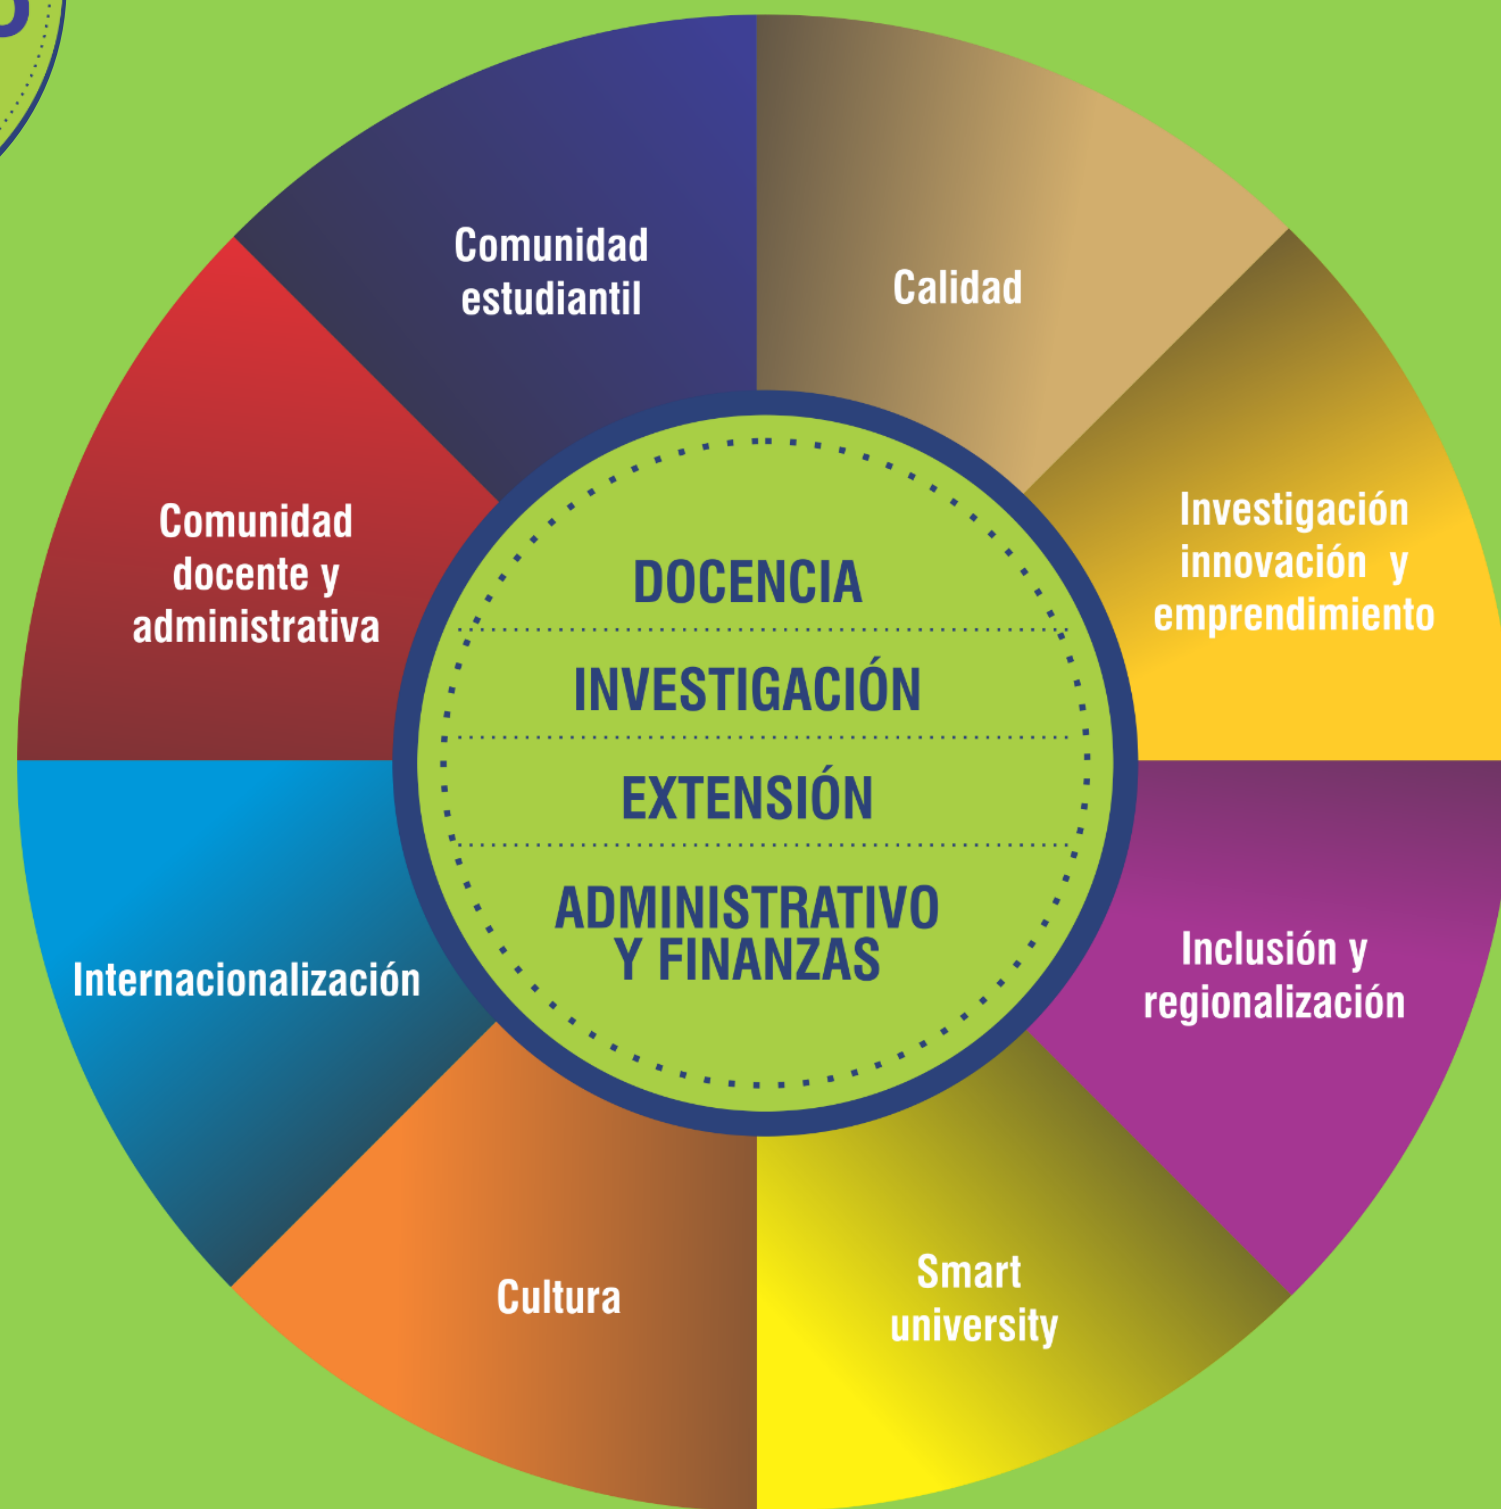 Comunidad
estudiantil
Calidad
Investigación
innovación y
emprendimiento
Inclusión y
regionalización
Smart
university
Cultura
Internacionalización
Comunidad
docente y
administrativa
DOCENCIA
INVESTIGACIÓN
EXTENSIÓN
ADMINISTRATIVO
Y FINANZAS